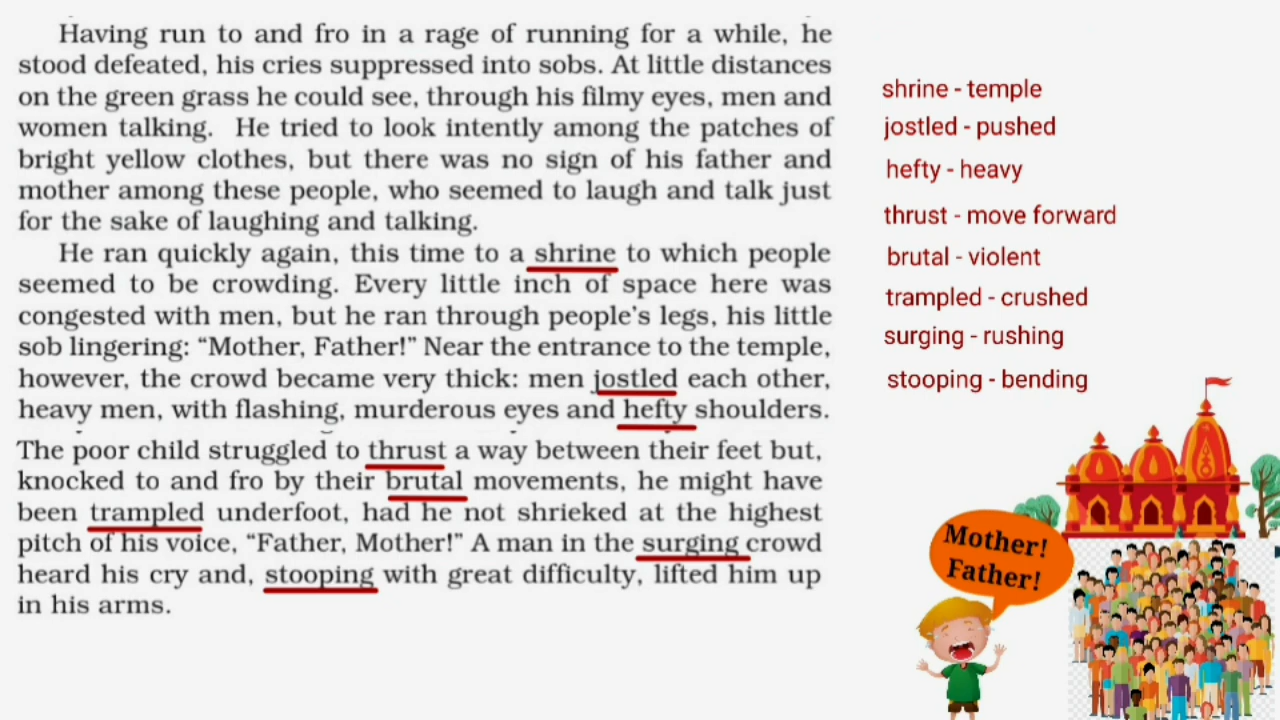 Having run to and fro in a rage of running for a while, he
stood defeated, his cries suppressed into sobs. At little distances
on the green grass he could see, through his filmy eyes, men and
women talking. He tried to look intently among the patches of
bright yellow clothes, but there was no sign of his father and
mother among these people, who seemed to laugh and talk just
for the sake of laughing and talking.
He ran quickly again, this time to a shrine to which people
seemed to be crowding. Every little inch of space here was
congested with men, but he ran through people's legs, his little
sob lingering: “Mother, Father!” Near the entrance to the temple,
however, the crowd became very thick: men jostled each other,
heavy men, with flashing, murderous eyes and hefty shoulders.
The poor child struggled to thrust a way between their feet but,
knocked to and fro by their brutal movements, he might have
been trampled underfoot, had he not shrieked at the highest
pitch of his voice, “Father, Mother!” A man in the surging crowd
heard his cry and, stooping with great difficulty, lifted him up
in his arms.
shrine - temple
jostled - pushed
hefty - heavy
thrust - move forward
brutal - violent
trampled - crushed
surging - rushing
stooping - bending
Mother!
Father!